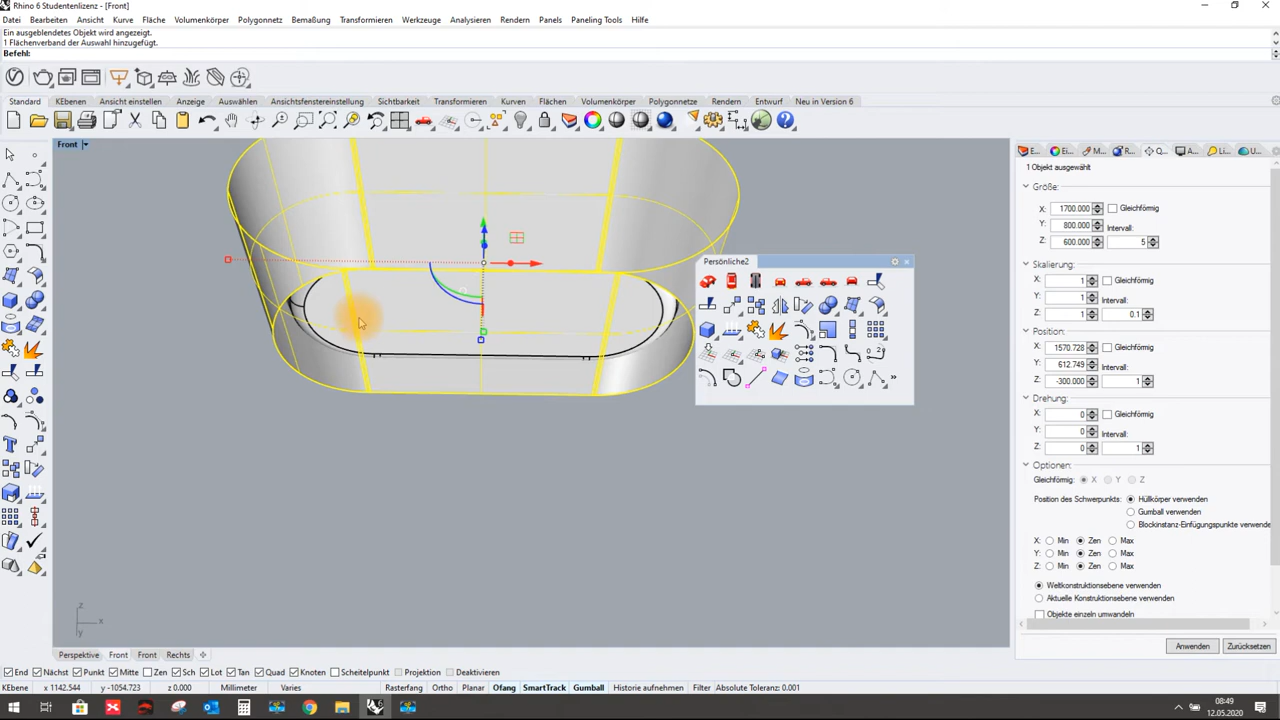 Rhino 6 Studentenlizenz - [Front]
Datei Bearbeiten Ansicht Kurve Fläche Volumenkörper Polygonnetz Bemaßung Transformieren Werkzeuge Analysieren Rendern Panels Paneling Tools Hilfe
Ein ausgeblendetes Objekt wird angezeigt.
1 Flächenverband der Auswahl hinzugefügt.
Befehl:
Standard KEbenen Ansicht einstellen Anzeige Auswählen Ansichtsfenstereinstellung Sichtbarkeit Transformieren Kurven Flächen Volumenkörper Polygonnetze Rendern Entwurf Neu in Version 6
Front
E... Ei... M... R... Q... A... Li... U...
1 Objekt ausgewählt
Größe:
X: 1700.000 Gleichförmig
Y: 800.000 Intervall:
Z: 600.000 5
Skalierung:
X: 1 Gleichförmig
Y: 1 Intervall:
Z: 1 0.1
Position:
X: 1570.728 Gleichförmig
Y: 612.749 Intervall:
Z: -300.000 1
Drehung:
X: 0 Gleichförmig
Y: 0 Intervall:
Z: 0 1
Optionen:
Gleichförmig: X Y Z
Position des Schwerpunkts: Hüllkörper verwenden
Gumball verwenden
Blockinstanz-Einfügungspunkte verwende
X: Min Zen Max
Y: Min Zen Max
Z: Min Zen Max
Weltkonstruktionsebene verwenden
Aktuelle Konstruktionsebene verwenden
Objekte einzeln umwandeln
Anwenden Zurücksetzen
Persönliche2
z
x
y
Perspektive Front Front Rechts
End Nächst Punkt Mitte Zen Sch Lot Tan Quad Knoten Scheitelpunkt Projektion Deaktivieren
KEbene x 1142.544 y -1054.723 z 0.000 Millimeter Varies Rasterfang Ortho Planar Ofang SmartTrack Gumball Historie aufnehmen Filter Absolute Toleranz: 0.001
08:49
12.05.2020